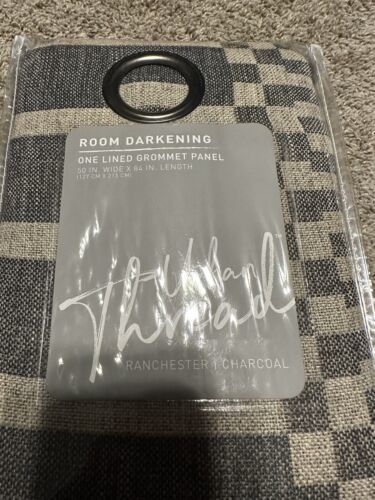 ROOM DARKENING
ONE LINED GROMMET PANEL
50 IN. WIDE X 84 IN. LENGTH
(127 CM X 213 CM)
Urban
Thread
RANCHESTER | CHARCOAL